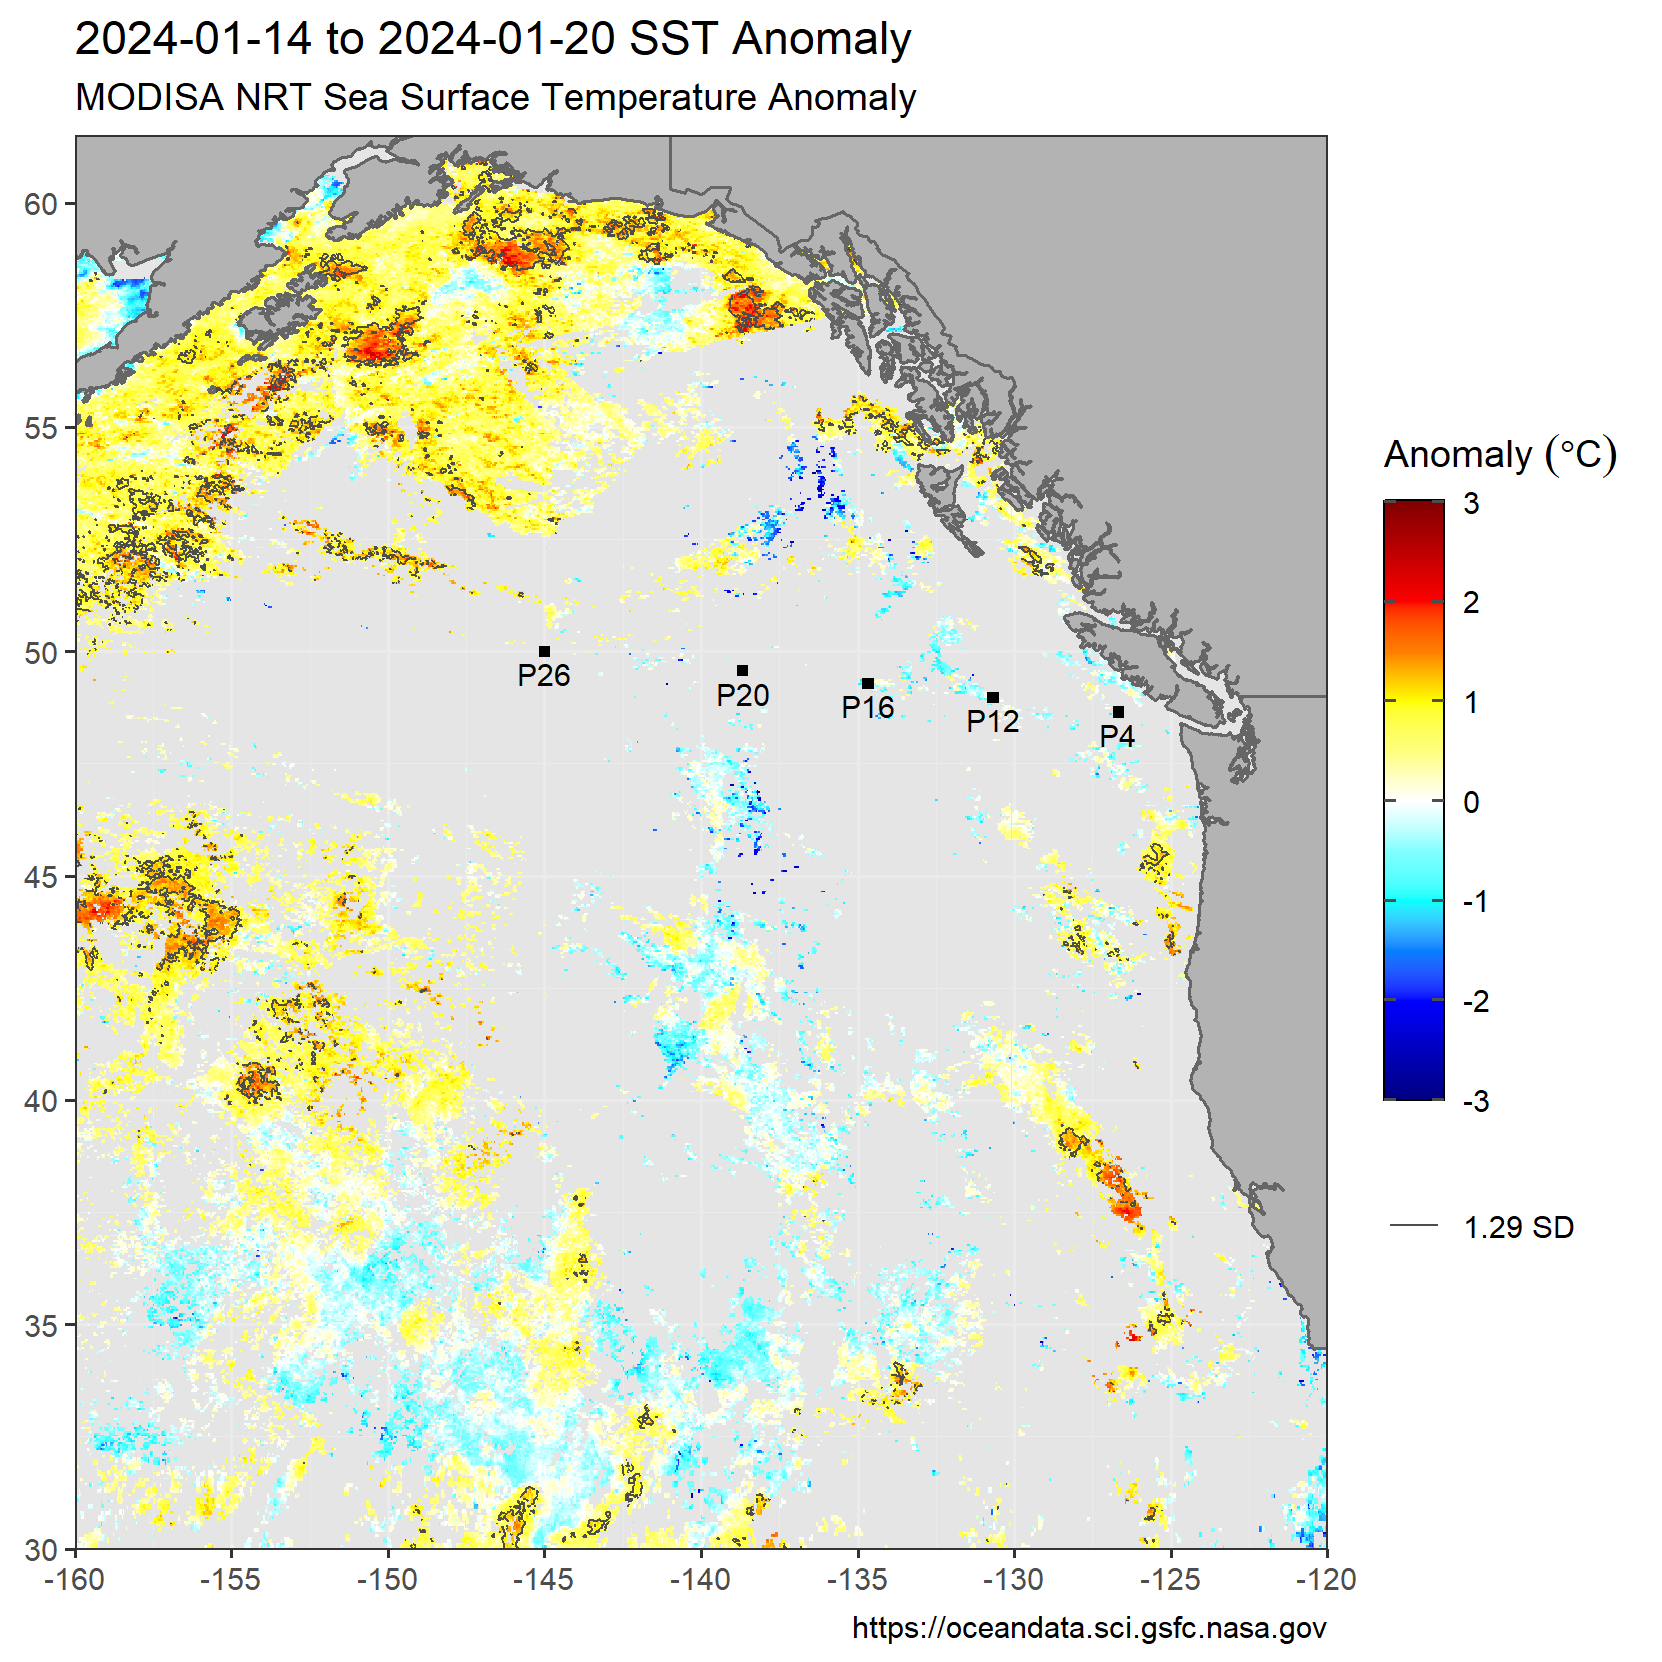 2024-01-14 to 2024-01-20 SST Anomaly
MODISA NRT Sea Surface Temperature Anomaly
60
55
50
45
40
35
30
-160
-155
-150
-145
-140
-135
-130
-125
-120
P26
P20
P16
P12
P4
Anomaly (°C)
3
2
1
0
-1
-2
-3
1.29 SD
https://oceandata.sci.gsfc.nasa.gov